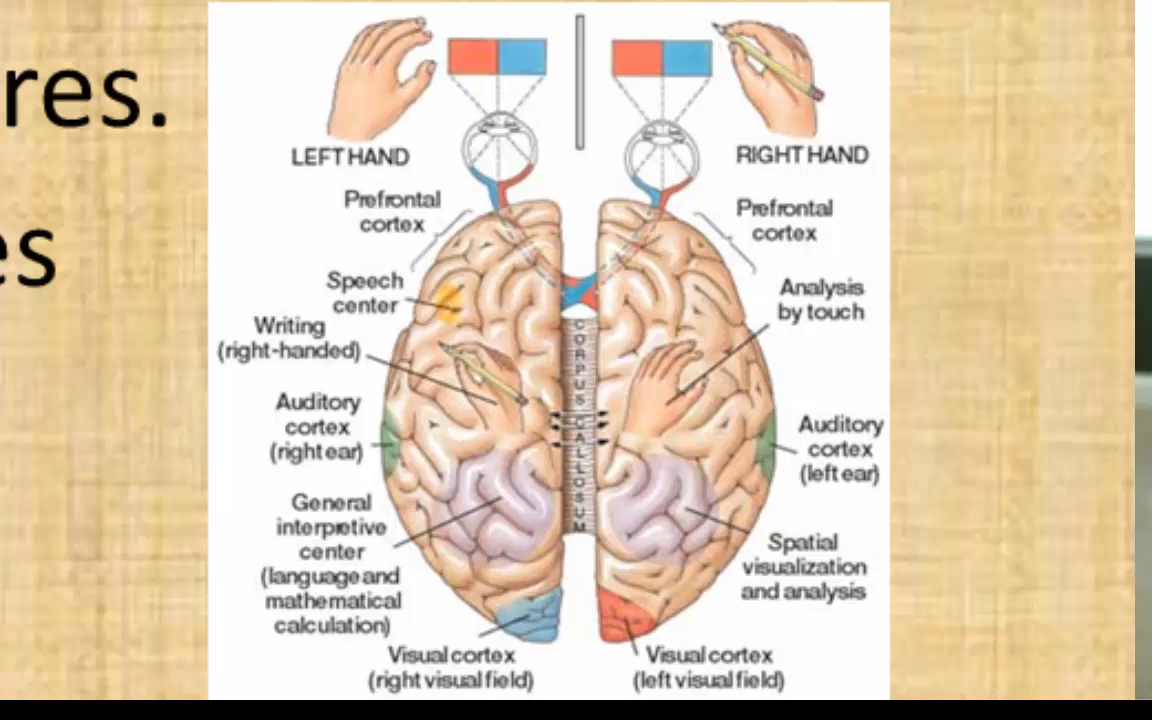 res.
es
LEFT HAND
RIGHT HAND
Prefrontal
cortex
Prefrontal
cortex
Speech
center
Analysis
by touch
Writing
(right-handed)
CORPUS CALLOSUM
Auditory
cortex
(right ear)
Auditory
cortex
(left ear)
General
interpretive
center
(language and
mathematical
calculation)
Spatial
visualization
and analysis
Visual cortex
(right visual field)
Visual cortex
(left visual field)